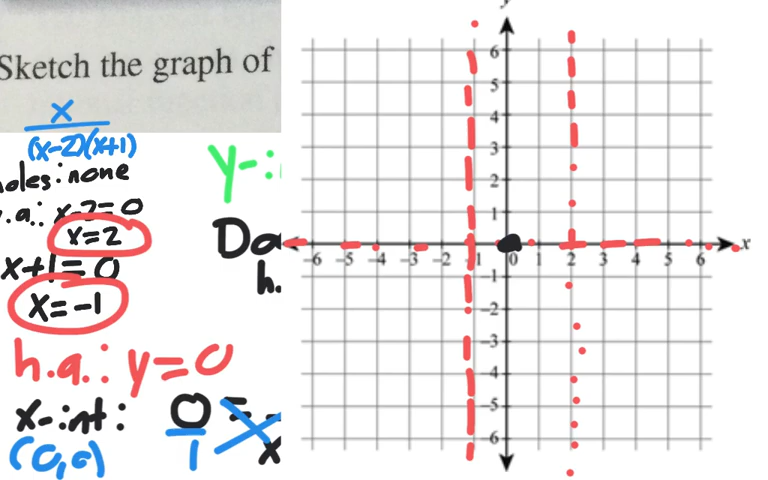 Sketch the graph of
x
(x-2)(x+1)
holes: none
v.a.: x-2=0
x=2
x+1=0
x=-1
h.a.: y=0
x-int: 0 =
1 x
(0,0)
y-i
Do
h.
y
6
5
4
3
2
1
-6 -5 -4 -3 -2 -1 0 1 2 3 4 5 6 x
-1
-2
-3
-4
-5
-6